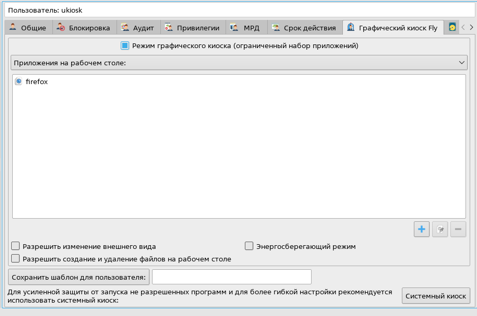 Пользователь: ukiosk
Общие Блокировка Аудит Привилегии МРД Срок действия Графический киоск Fly
Режим графического киоска (ограниченный набор приложений)
Приложения на рабочем столе:
firefox
Разрешить изменение внешнего вида Энергосберегающий режим
Разрешить создание и удаление файлов на рабочем столе
Сохранить шаблон для пользователя:
Для усиленной защиты от запуска не разрешенных программ и для более гибкой настройки рекомендуется
использовать системный киоск:
Системный киоск